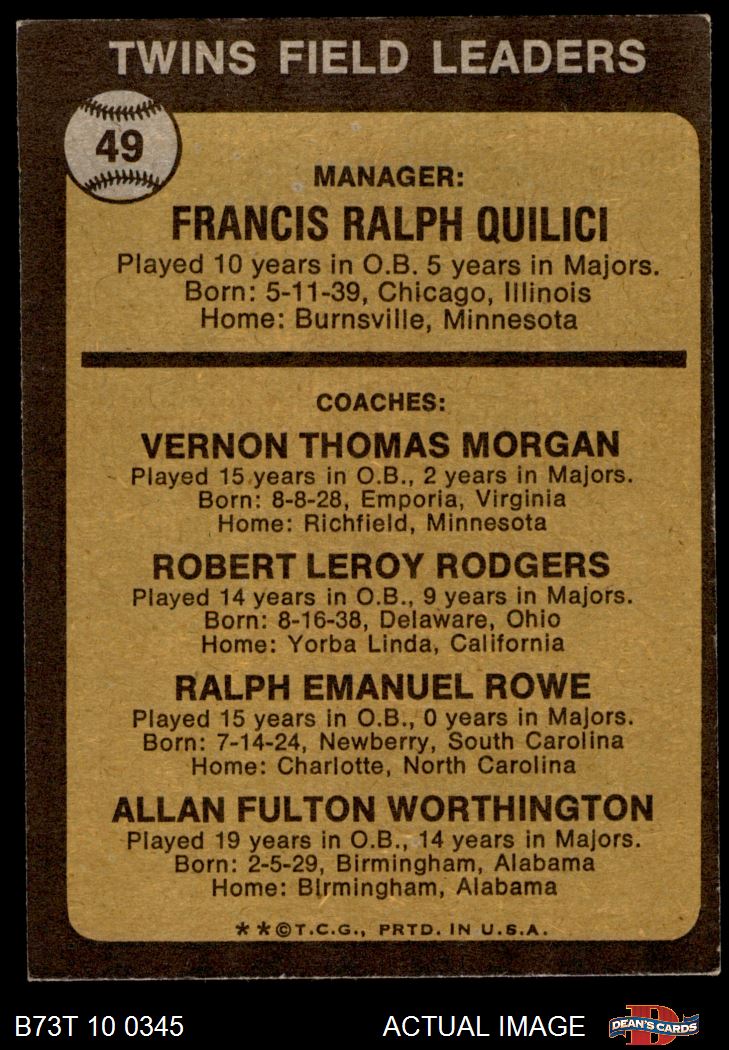 TWINS FIELD LEADERS
49
MANAGER:
FRANCIS RALPH QUILICI
Played 10 years in O.B. 5 years in Majors.
Born: 5-11-39, Chicago, Illinois
Home: Burnsville, Minnesota
COACHES:
VERNON THOMAS MORGAN
Played 15 years in O.B., 2 years in Majors.
Born: 8-8-28, Emporia, Virginia
Home: Richfield, Minnesota
ROBERT LEROY RODGERS
Played 14 years in O.B., 9 years in Majors.
Born: 8-16-38, Delaware, Ohio
Home: Yorba Linda, California
RALPH EMANUEL ROWE
Played 15 years in O.B., 0 years in Majors.
Born: 7-14-24, Newberry, South Carolina
Home: Charlotte, North Carolina
ALLAN FULTON WORTHINGTON
Played 19 years in O.B., 14 years in Majors.
Born: 2-5-29, Birmingham, Alabama
Home: Birmingham, Alabama
**©T.C.G., PRTD. IN U.S.A.
B73T 10 0345 ACTUAL IMAGE D DEAN'S CARDS